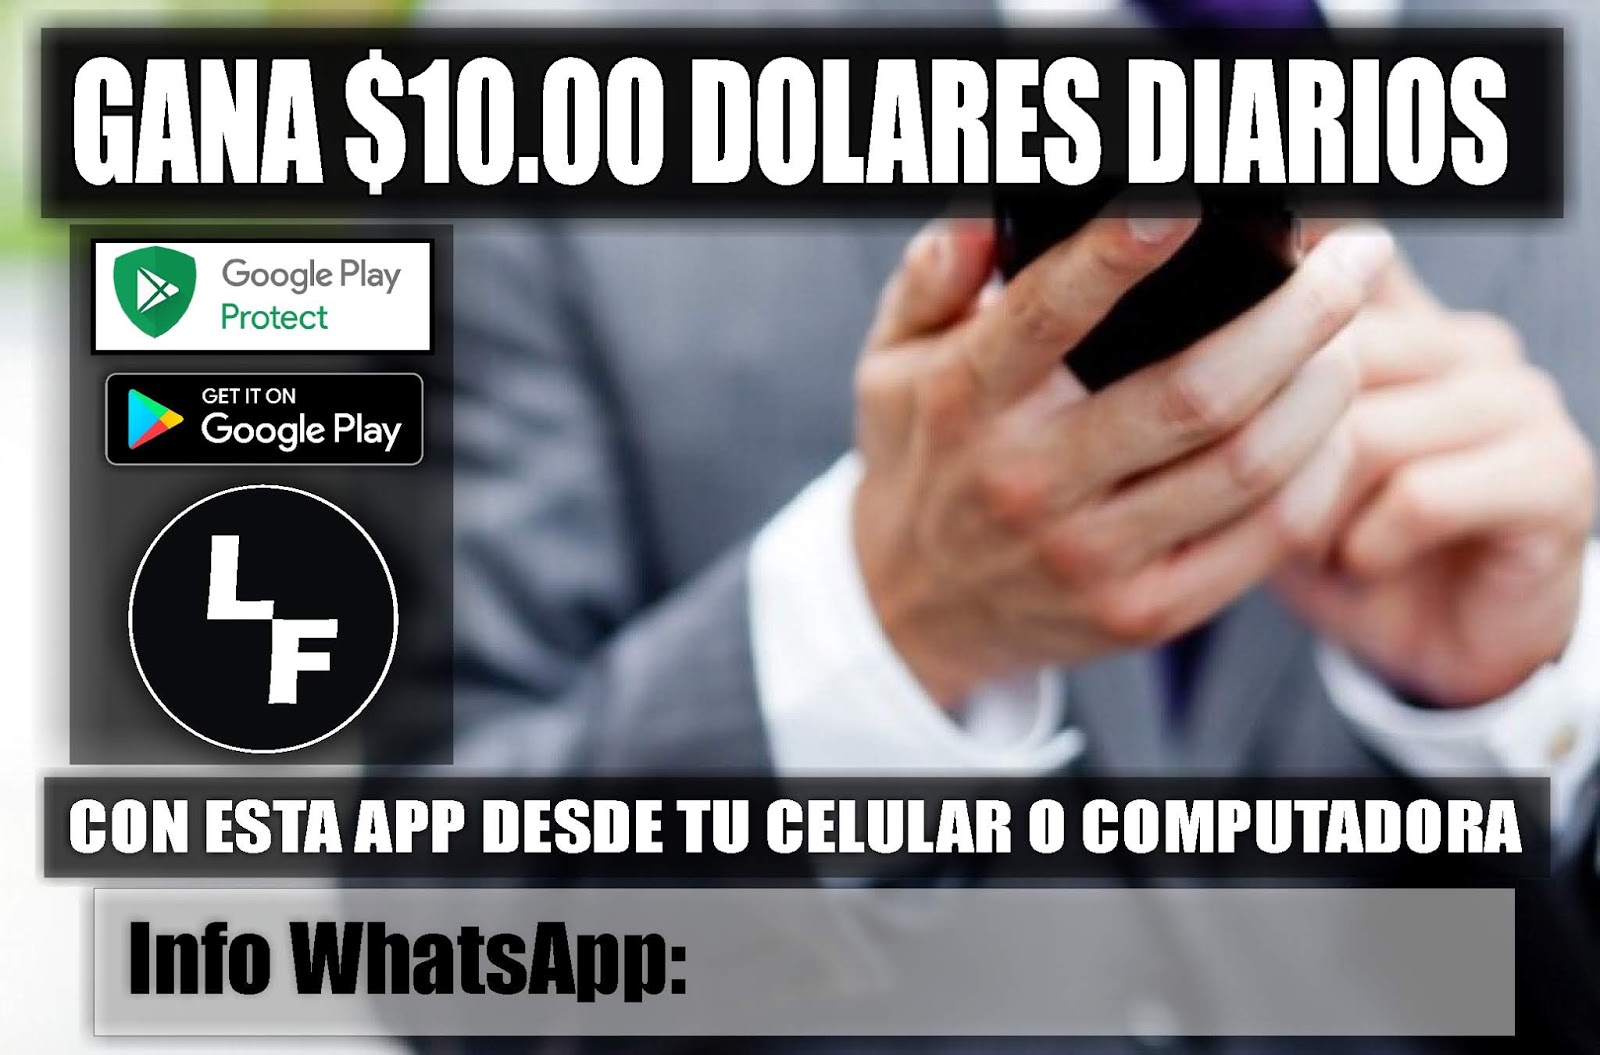 GANA $10.00 DOLARES DIARIOS
Google Play
Protect
GET IT ON
Google Play
L
F
CON ESTA APP DESDE TU CELULAR O COMPUTADORA
Info WhatsApp: